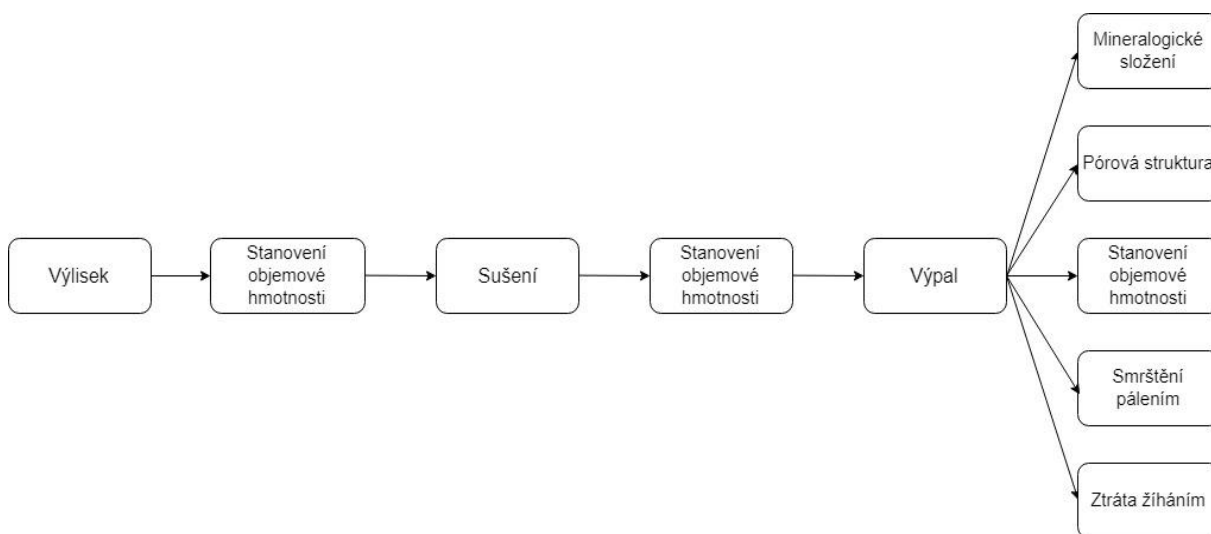 Výlisek
Stanovení
objemové
hmotnosti
Sušení
Stanovení
objemové
hmotnosti
Výpal
Mineralogické
složení
Pórová struktura
Stanovení
objemové
hmotnosti
Smrštění
pálením
Ztráta žíháním